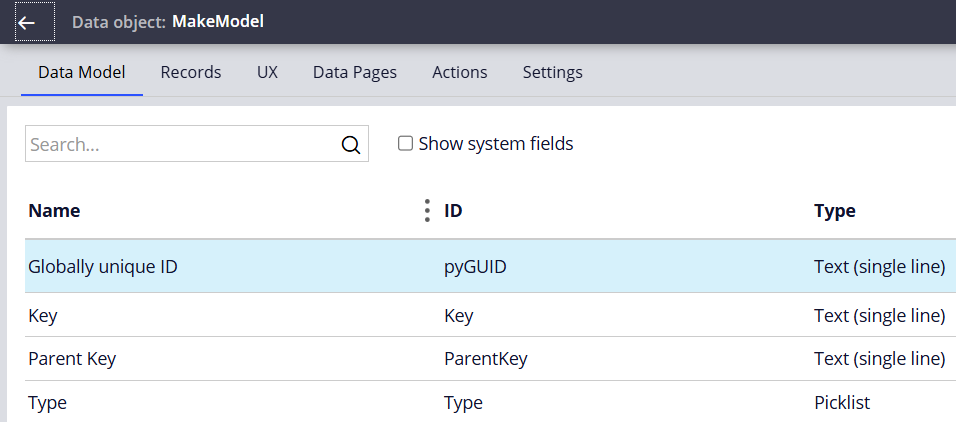 Data object: MakeModel
Data Model Records UX Data Pages Actions Settings
Search... Show system fields
Name ID Type
Globally unique ID pyGUID Text (single line)
Key Key Text (single line)
Parent Key ParentKey Text (single line)
Type Type Picklist